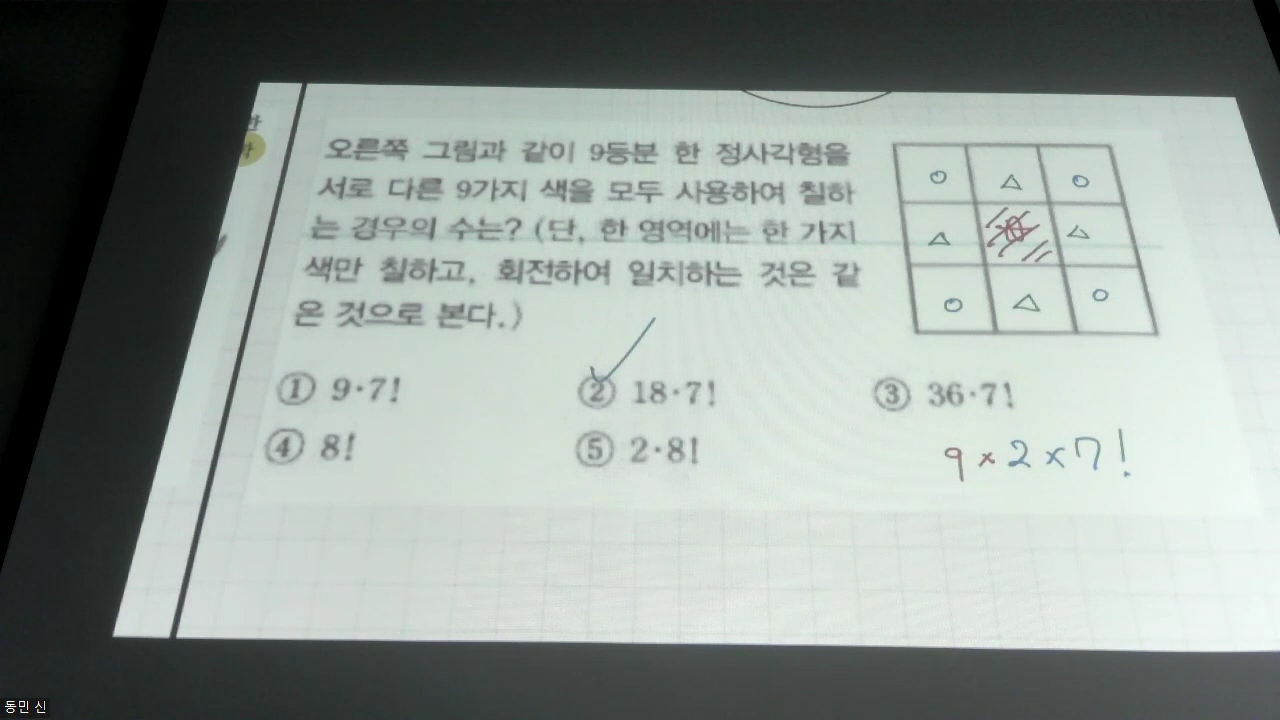 오른쪽 그림과 같이 9등분 한 정사각형을
서로 다른 9가지 색을 모두 사용하여 칠하
는 경우의 수는? (단, 한 영역에는 한 가지
색만 칠하고, 회전하여 일치하는 것은 같
은 것으로 본다.)
① 9·7! ② 18·7! ③ 36·7!
④ 8! ⑤ 2·8!
9×2×7!
동민 신